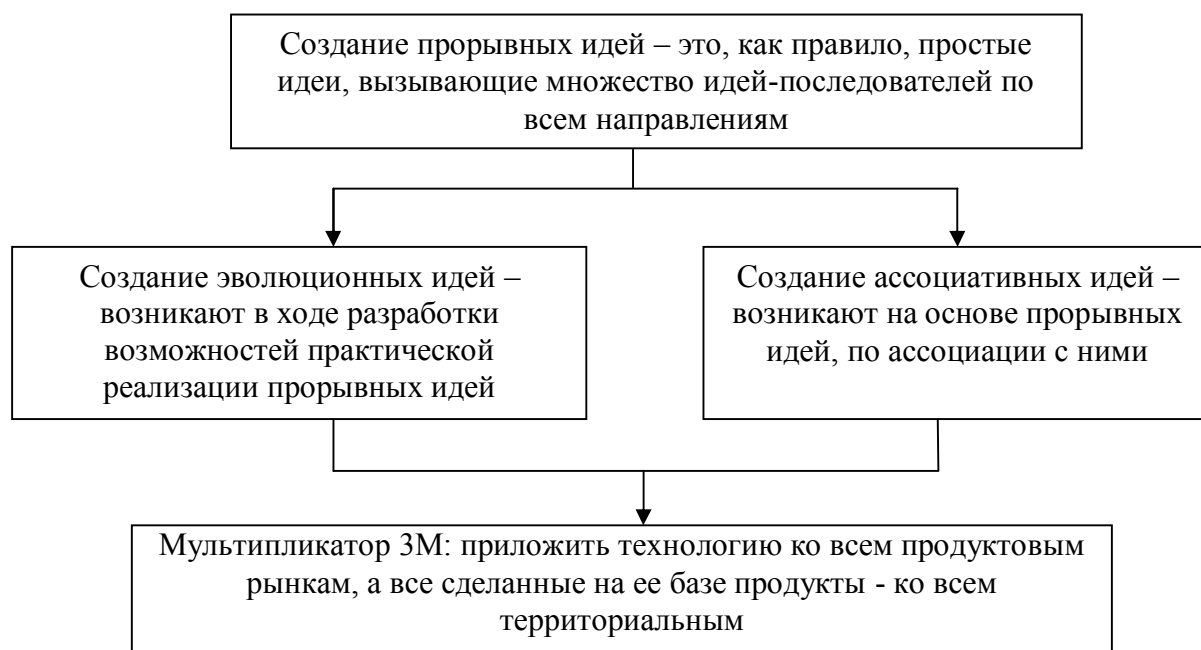 Создание прорывных идей – это, как правило, простые
идеи, вызывающие множество идей-последователей по
всем направлениям
Создание эволюционных идей –
возникают в ходе разработки
возможностей практической
реализации прорывных идей
Создание ассоциативных идей –
возникают на основе прорывных
идей, по ассоциации с ними
Мультипликатор 3М: приложить технологию ко всем продуктовым
рынкам, а все сделанные на ее базе продукты - ко всем
территориальным